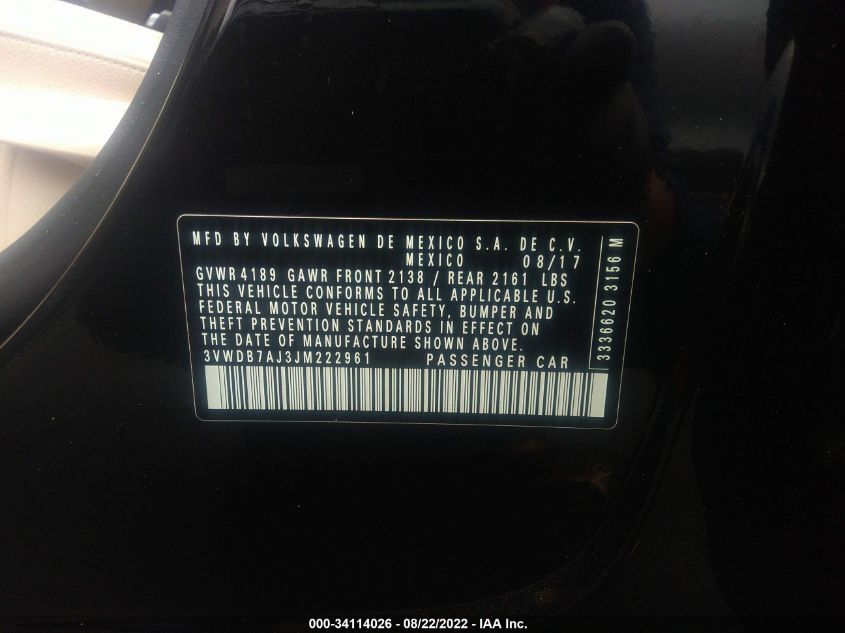 MFD BY VOLKSWAGEN DE MEXICO S.A. DE C.V.
MEXICO 08/17
GVWR 4189 GAWR FRONT 2138 / REAR 2161 LBS
THIS VEHICLE CONFORMS TO ALL APPLICABLE U.S.
FEDERAL MOTOR VEHICLE SAFETY, BUMPER AND
THEFT PREVENTION STANDARDS IN EFFECT ON
THE DATE OF MANUFACTURE SHOWN ABOVE.
3VWDB7AJ3JM222961 PASSENGER CAR
3336620 3156 M
000-34114026 - 08/22/2022 - IAA Inc.